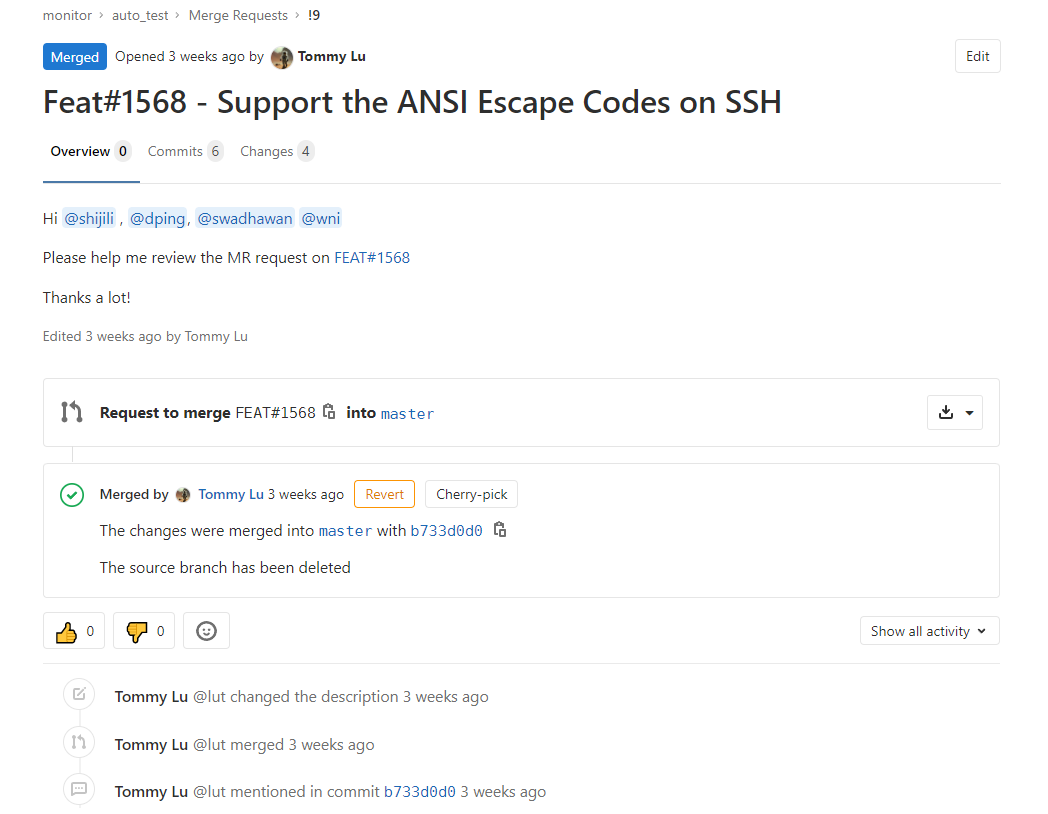 monitor › auto_test › Merge Requests › !9
Merged Opened 3 weeks ago by Tommy Lu Edit
Feat#1568 - Support the ANSI Escape Codes on SSH
Overview 0 Commits 6 Changes 4
Hi @shijili , @dping, @swadhawan @wni
Please help me review the MR request on FEAT#1568
Thanks a lot!
Edited 3 weeks ago by Tommy Lu
Request to merge FEAT#1568 into master
Merged by Tommy Lu 3 weeks ago Revert Cherry-pick
The changes were merged into master with b733d0d0
The source branch has been deleted
0 0 Show all activity
Tommy Lu @lut changed the description 3 weeks ago
Tommy Lu @lut merged 3 weeks ago
Tommy Lu @lut mentioned in commit b733d0d0 3 weeks ago